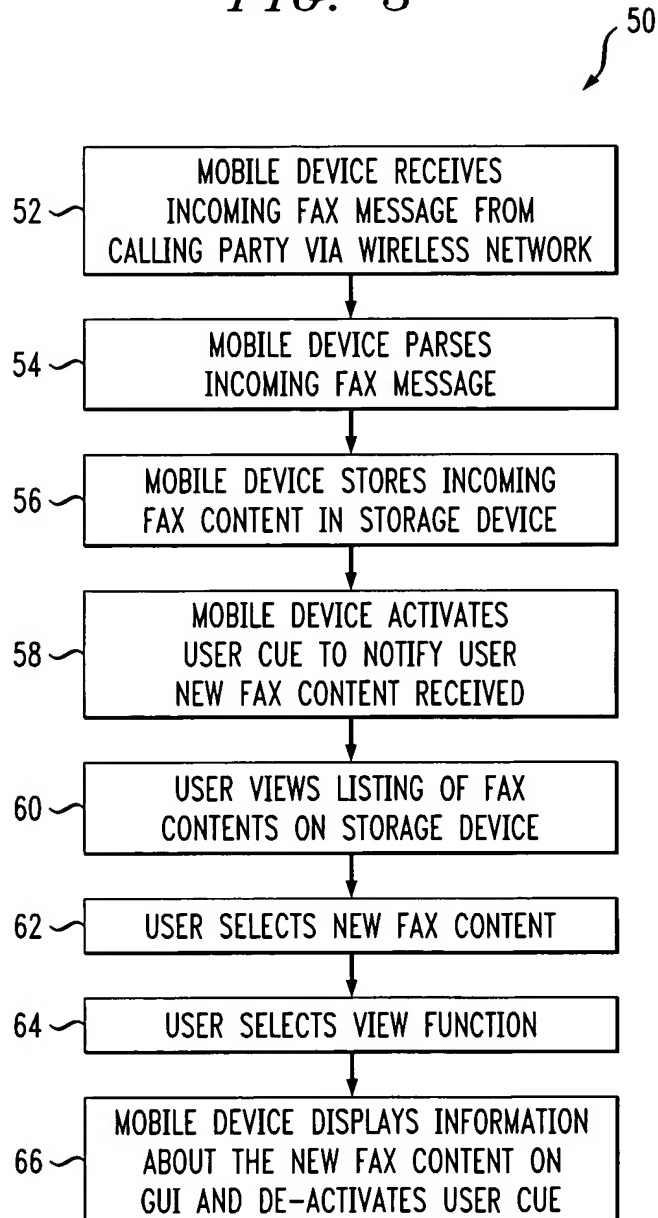 FIG. 3
50
52
MOBILE DEVICE RECEIVES
INCOMING FAX MESSAGE FROM
CALLING PARTY VIA WIRELESS NETWORK
54
MOBILE DEVICE PARSES
INCOMING FAX MESSAGE
56
MOBILE DEVICE STORES INCOMING
FAX CONTENT IN STORAGE DEVICE
58
MOBILE DEVICE ACTIVATES
USER CUE TO NOTIFY USER
NEW FAX CONTENT RECEIVED
60
USER VIEWS LISTING OF FAX
CONTENTS ON STORAGE DEVICE
62
USER SELECTS NEW FAX CONTENT
64
USER SELECTS VIEW FUNCTION
66
MOBILE DEVICE DISPLAYS INFORMATION
ABOUT THE NEW FAX CONTENT ON
GUI AND DE-ACTIVATES USER CUE